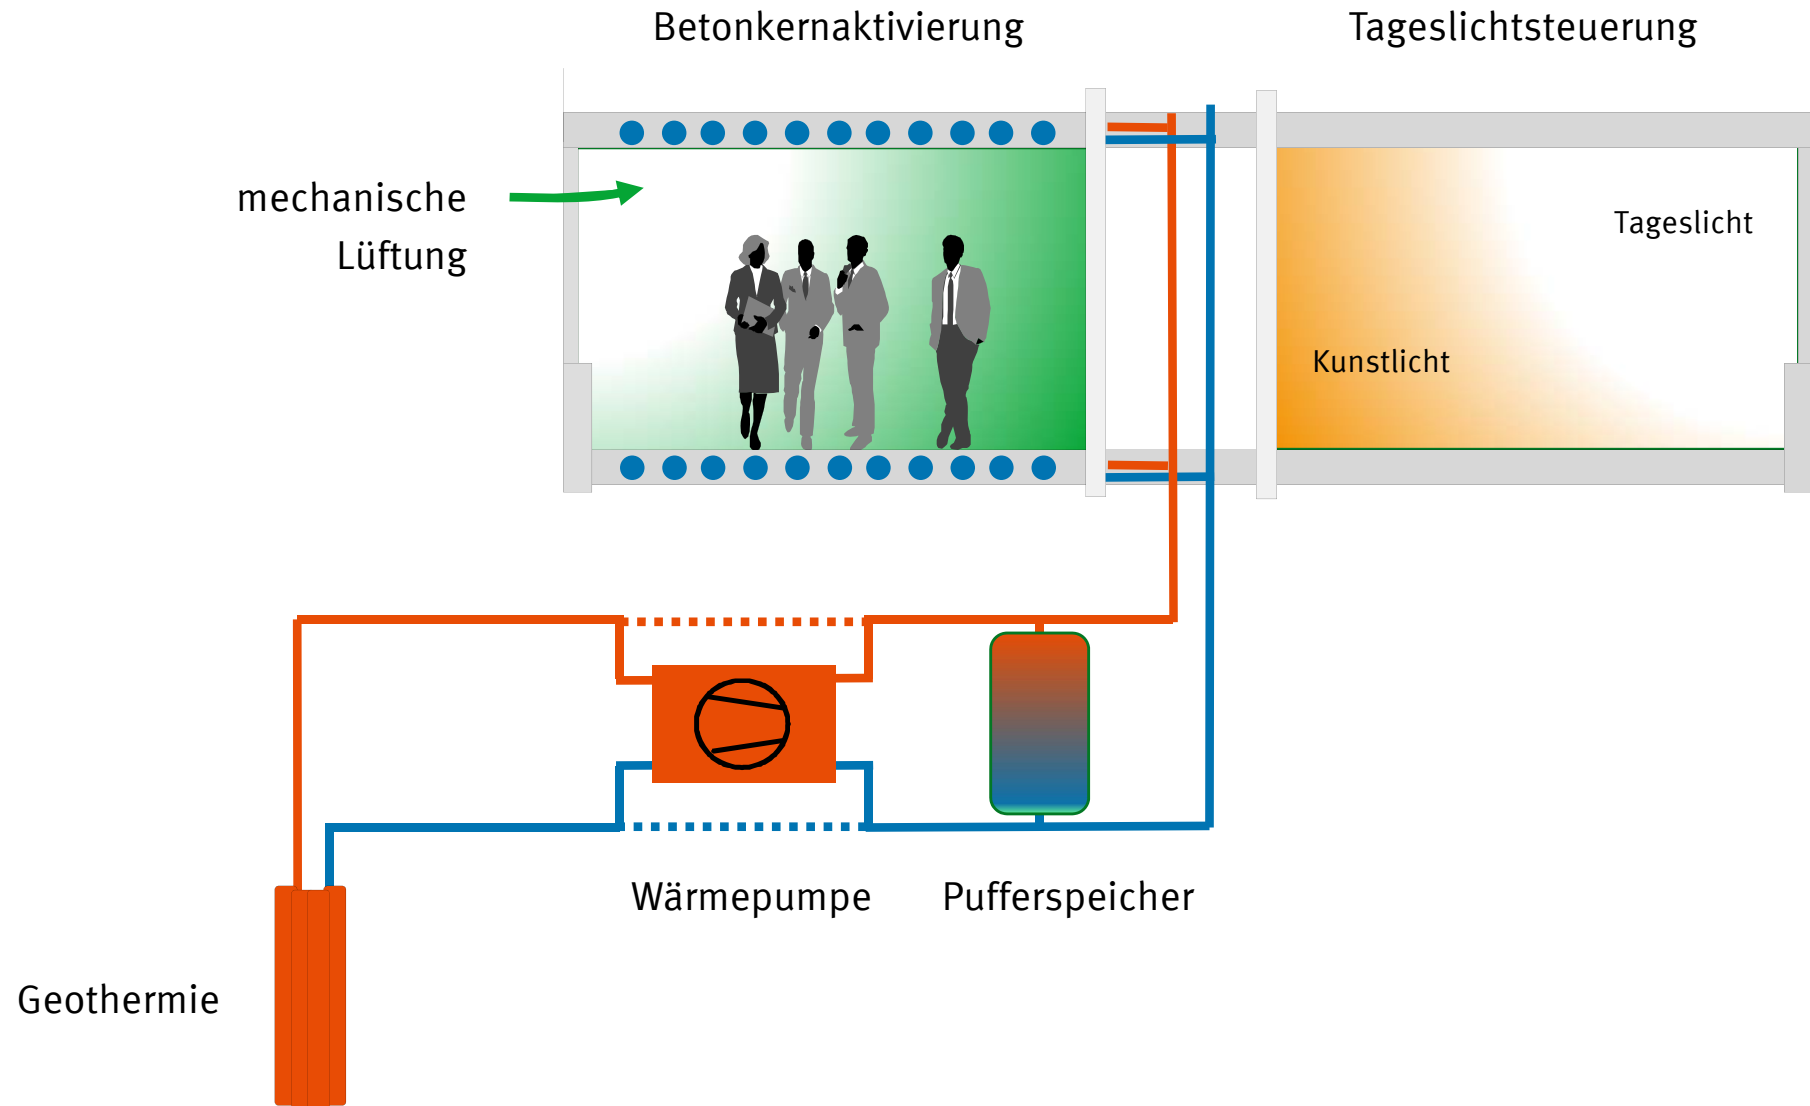 Betonkernaktivierung
Tageslichtsteuerung
mechanische
Lüftung
Tageslicht
Kunstlicht
Wärmepumpe
Pufferspeicher
Geothermie